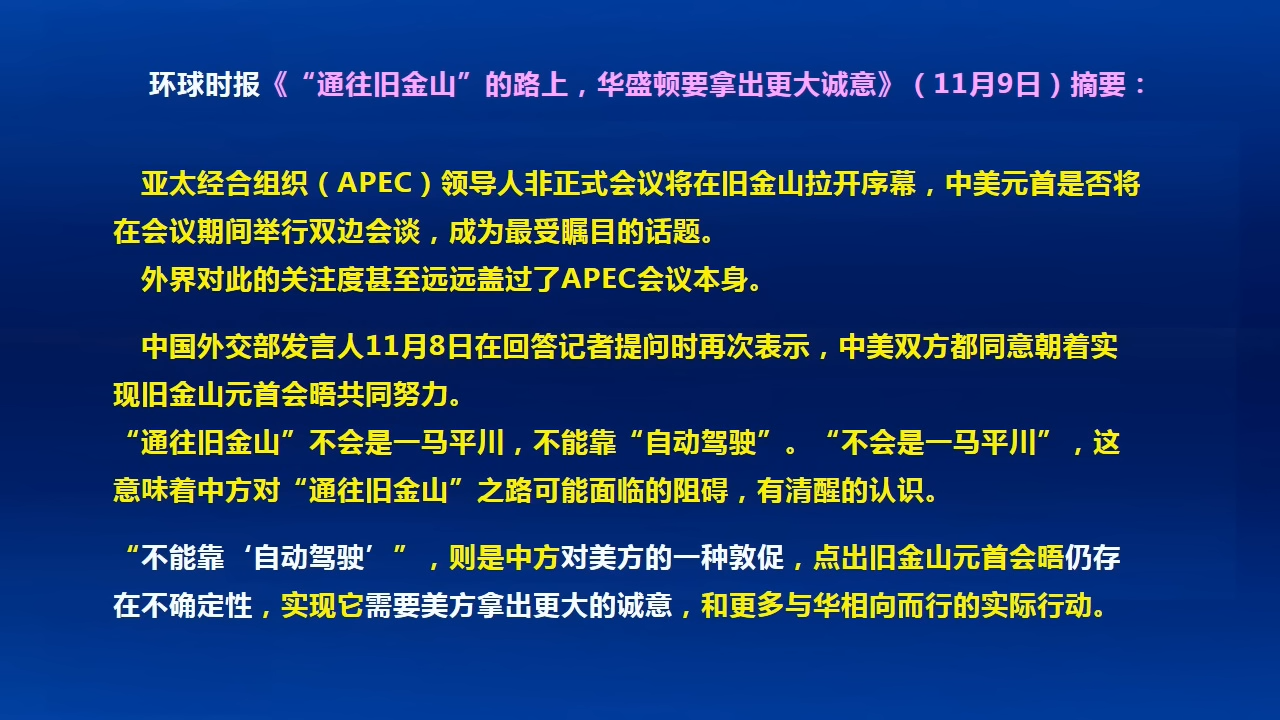 环球时报《“通往旧金山”的路上，华盛顿要拿出更大诚意》（11月9日）摘要：
亚太经合组织（APEC）领导人非正式会议将在旧金山拉开序幕，中美元首是否将
在会议期间举行双边会谈，成为最受瞩目的话题。
外界对此的关注度甚至远远盖过了APEC会议本身。
中国外交部发言人11月8日在回答记者提问时再次表示，中美双方都同意朝着实
现旧金山元首会晤共同努力。
“通往旧金山”不会是一马平川，不能靠“自动驾驶”。“不会是一马平川”，这
意味着中方对“通往旧金山”之路可能面临的阻碍，有清醒的认识。
“不能靠‘自动驾驶’”，则是中方对美方的一种敦促，点出旧金山元首会晤仍存
在不确定性，实现它需要美方拿出更大的诚意，和更多与华相向而行的实际行动。